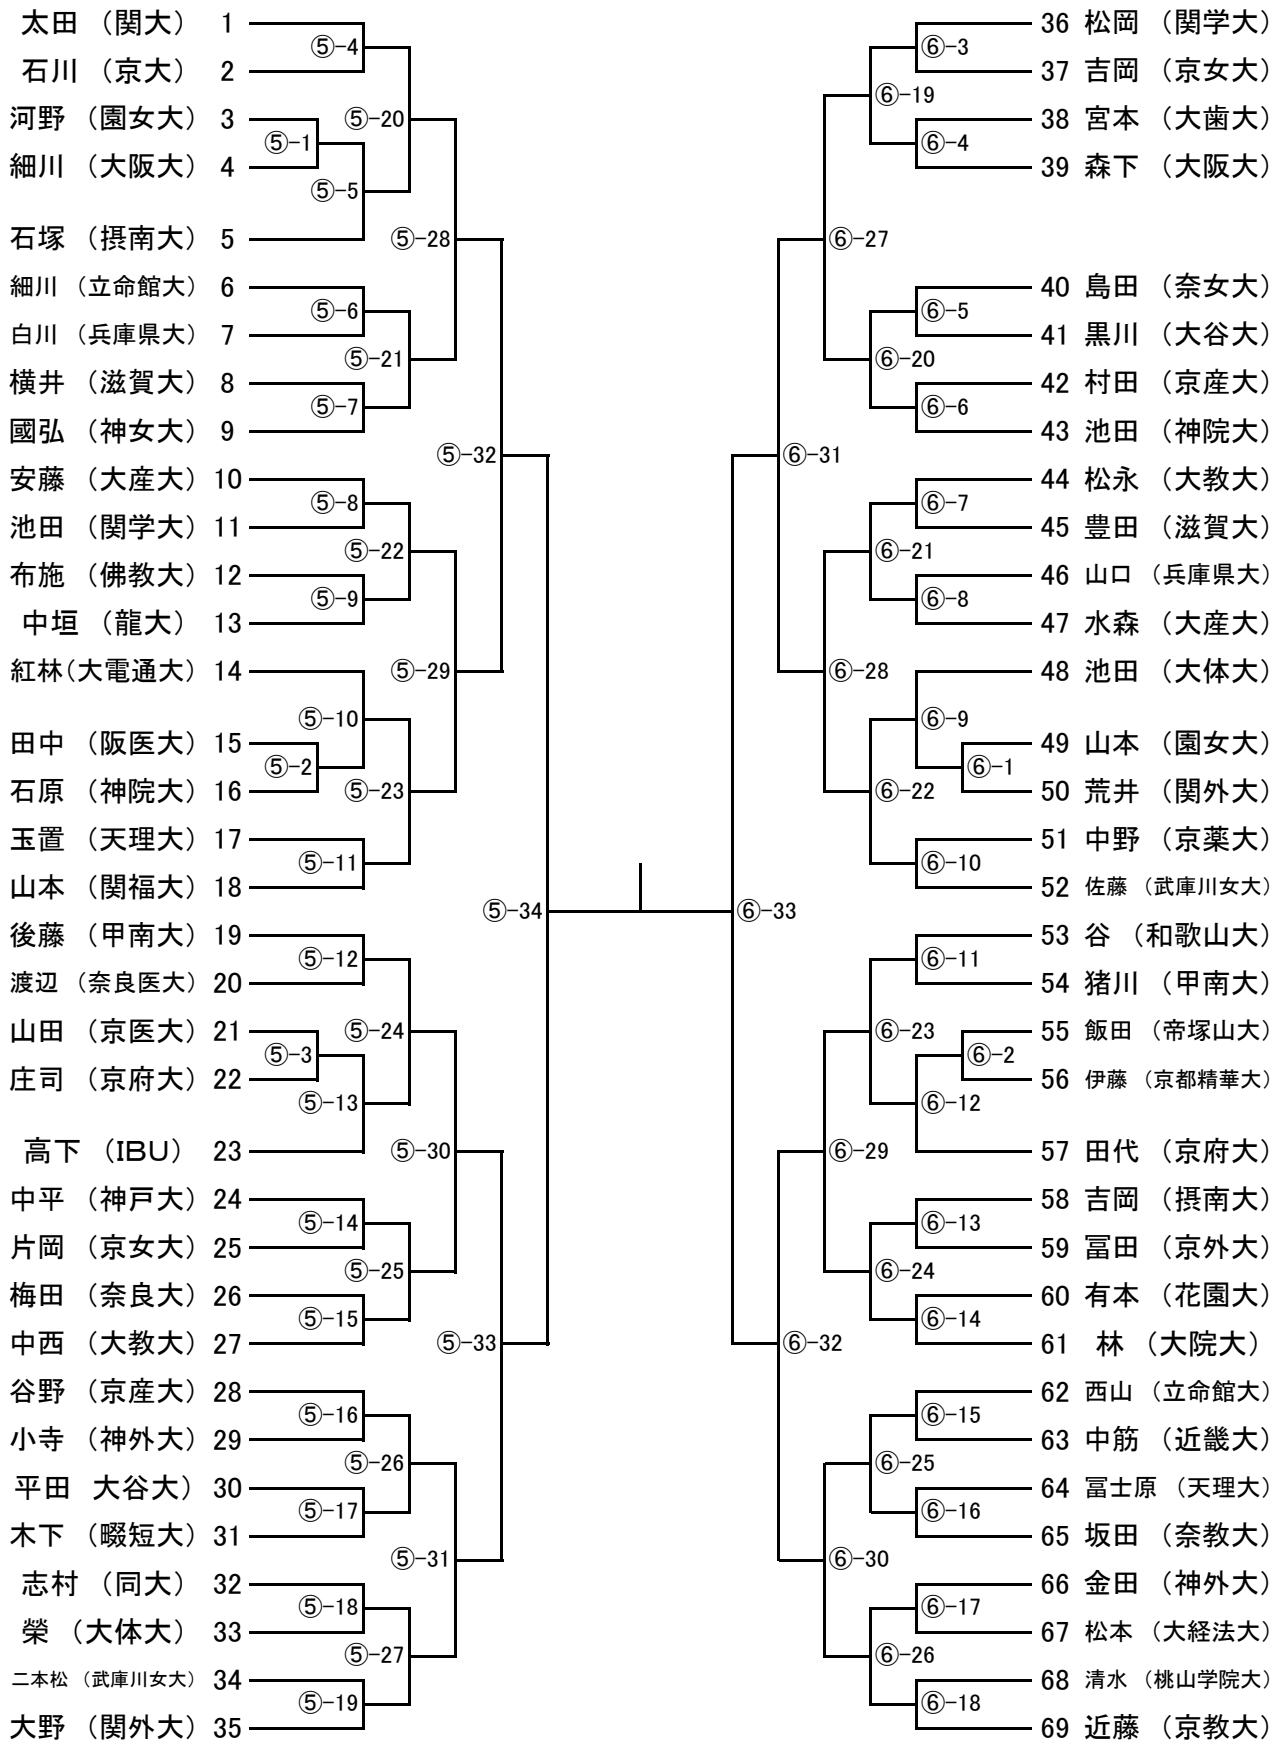 太田 （関大） 1
⑤-4
石川 （京大） 2
⑤-20
河野 （園女大） 3
⑤-1
細川 （大阪大） 4
⑤-5
石塚 （摂南大） 5
⑤-28
細川 （立命館大） 6
⑤-6
白川 （兵庫県大） 7
⑤-21
横井 （滋賀大） 8
⑤-7
國弘 （神女大） 9
⑤-32
安藤 （大産大） 10
⑤-8
池田 （関学大） 11
⑤-22
布施 （佛教大） 12
⑤-9
中垣 （龍大） 13
紅林（大電通大） 14
⑤-29
⑤-10
田中 （阪医大） 15
⑤-2
石原 （神院大） 16
⑤-23
玉置 （天理大） 17
⑤-11
山本 （関福大） 18
⑤-34
後藤 （甲南大） 19
⑤-12
渡辺 （奈良医大） 20
山田 （京医大） 21
⑤-24
⑤-3
庄司 （京府大） 22
⑤-13
高下 （IBU） 23
⑤-30
中平 （神戸大） 24
⑤-14
片岡 （京女大） 25
⑤-25
梅田 （奈良大） 26
⑤-15
中西 （大教大） 27
⑤-33
谷野 （京産大） 28
⑤-16
小寺 （神外大） 29
⑤-26
平田 大谷大） 30
⑤-17
木下 （畷短大） 31
⑤-31
志村 （同大） 32
⑤-18
榮 （大体大） 33
⑤-27
二本松 （武庫川女大） 34
⑤-19
大野 （関外大） 35
36 松岡 （関学大）
⑥-3
37 吉岡 （京女大）
⑥-19
38 宮本 （大歯大）
⑥-4
39 森下 （大阪大）
⑥-27
40 島田 （奈女大）
⑥-5
41 黒川 （大谷大）
⑥-20
42 村田 （京産大）
⑥-6
43 池田 （神院大）
⑥-31
44 松永 （大教大）
⑥-7
45 豊田 （滋賀大）
⑥-21
46 山口 （兵庫県大）
⑥-8
47 水森 （大産大）
48 池田 （大体大）
⑥-28
⑥-9
49 山本 （園女大）
⑥-1
50 荒井 （関外大）
⑥-22
51 中野 （京薬大）
⑥-10
52 佐藤 （武庫川女大）
⑥-33
53 谷 （和歌山大）
⑥-11
54 猪川 （甲南大）
⑥-23
55 飯田 （帝塚山大）
⑥-2
56 伊藤 （京都精華大）
⑥-12
57 田代 （京府大）
⑥-29
58 吉岡 （摂南大）
⑥-13
59 冨田 （京外大）
⑥-24
60 有本 （花園大）
⑥-14
61 林 （大院大）
⑥-32
62 西山 （立命館大）
⑥-15
63 中筋 （近畿大）
⑥-25
64 冨士原 （天理大）
⑥-16
65 坂田 （奈教大）
⑥-30
66 金田 （神外大）
⑥-17
67 松本 （大経法大）
⑥-26
68 清水 （桃山学院大）
⑥-18
69 近藤 （京教大）